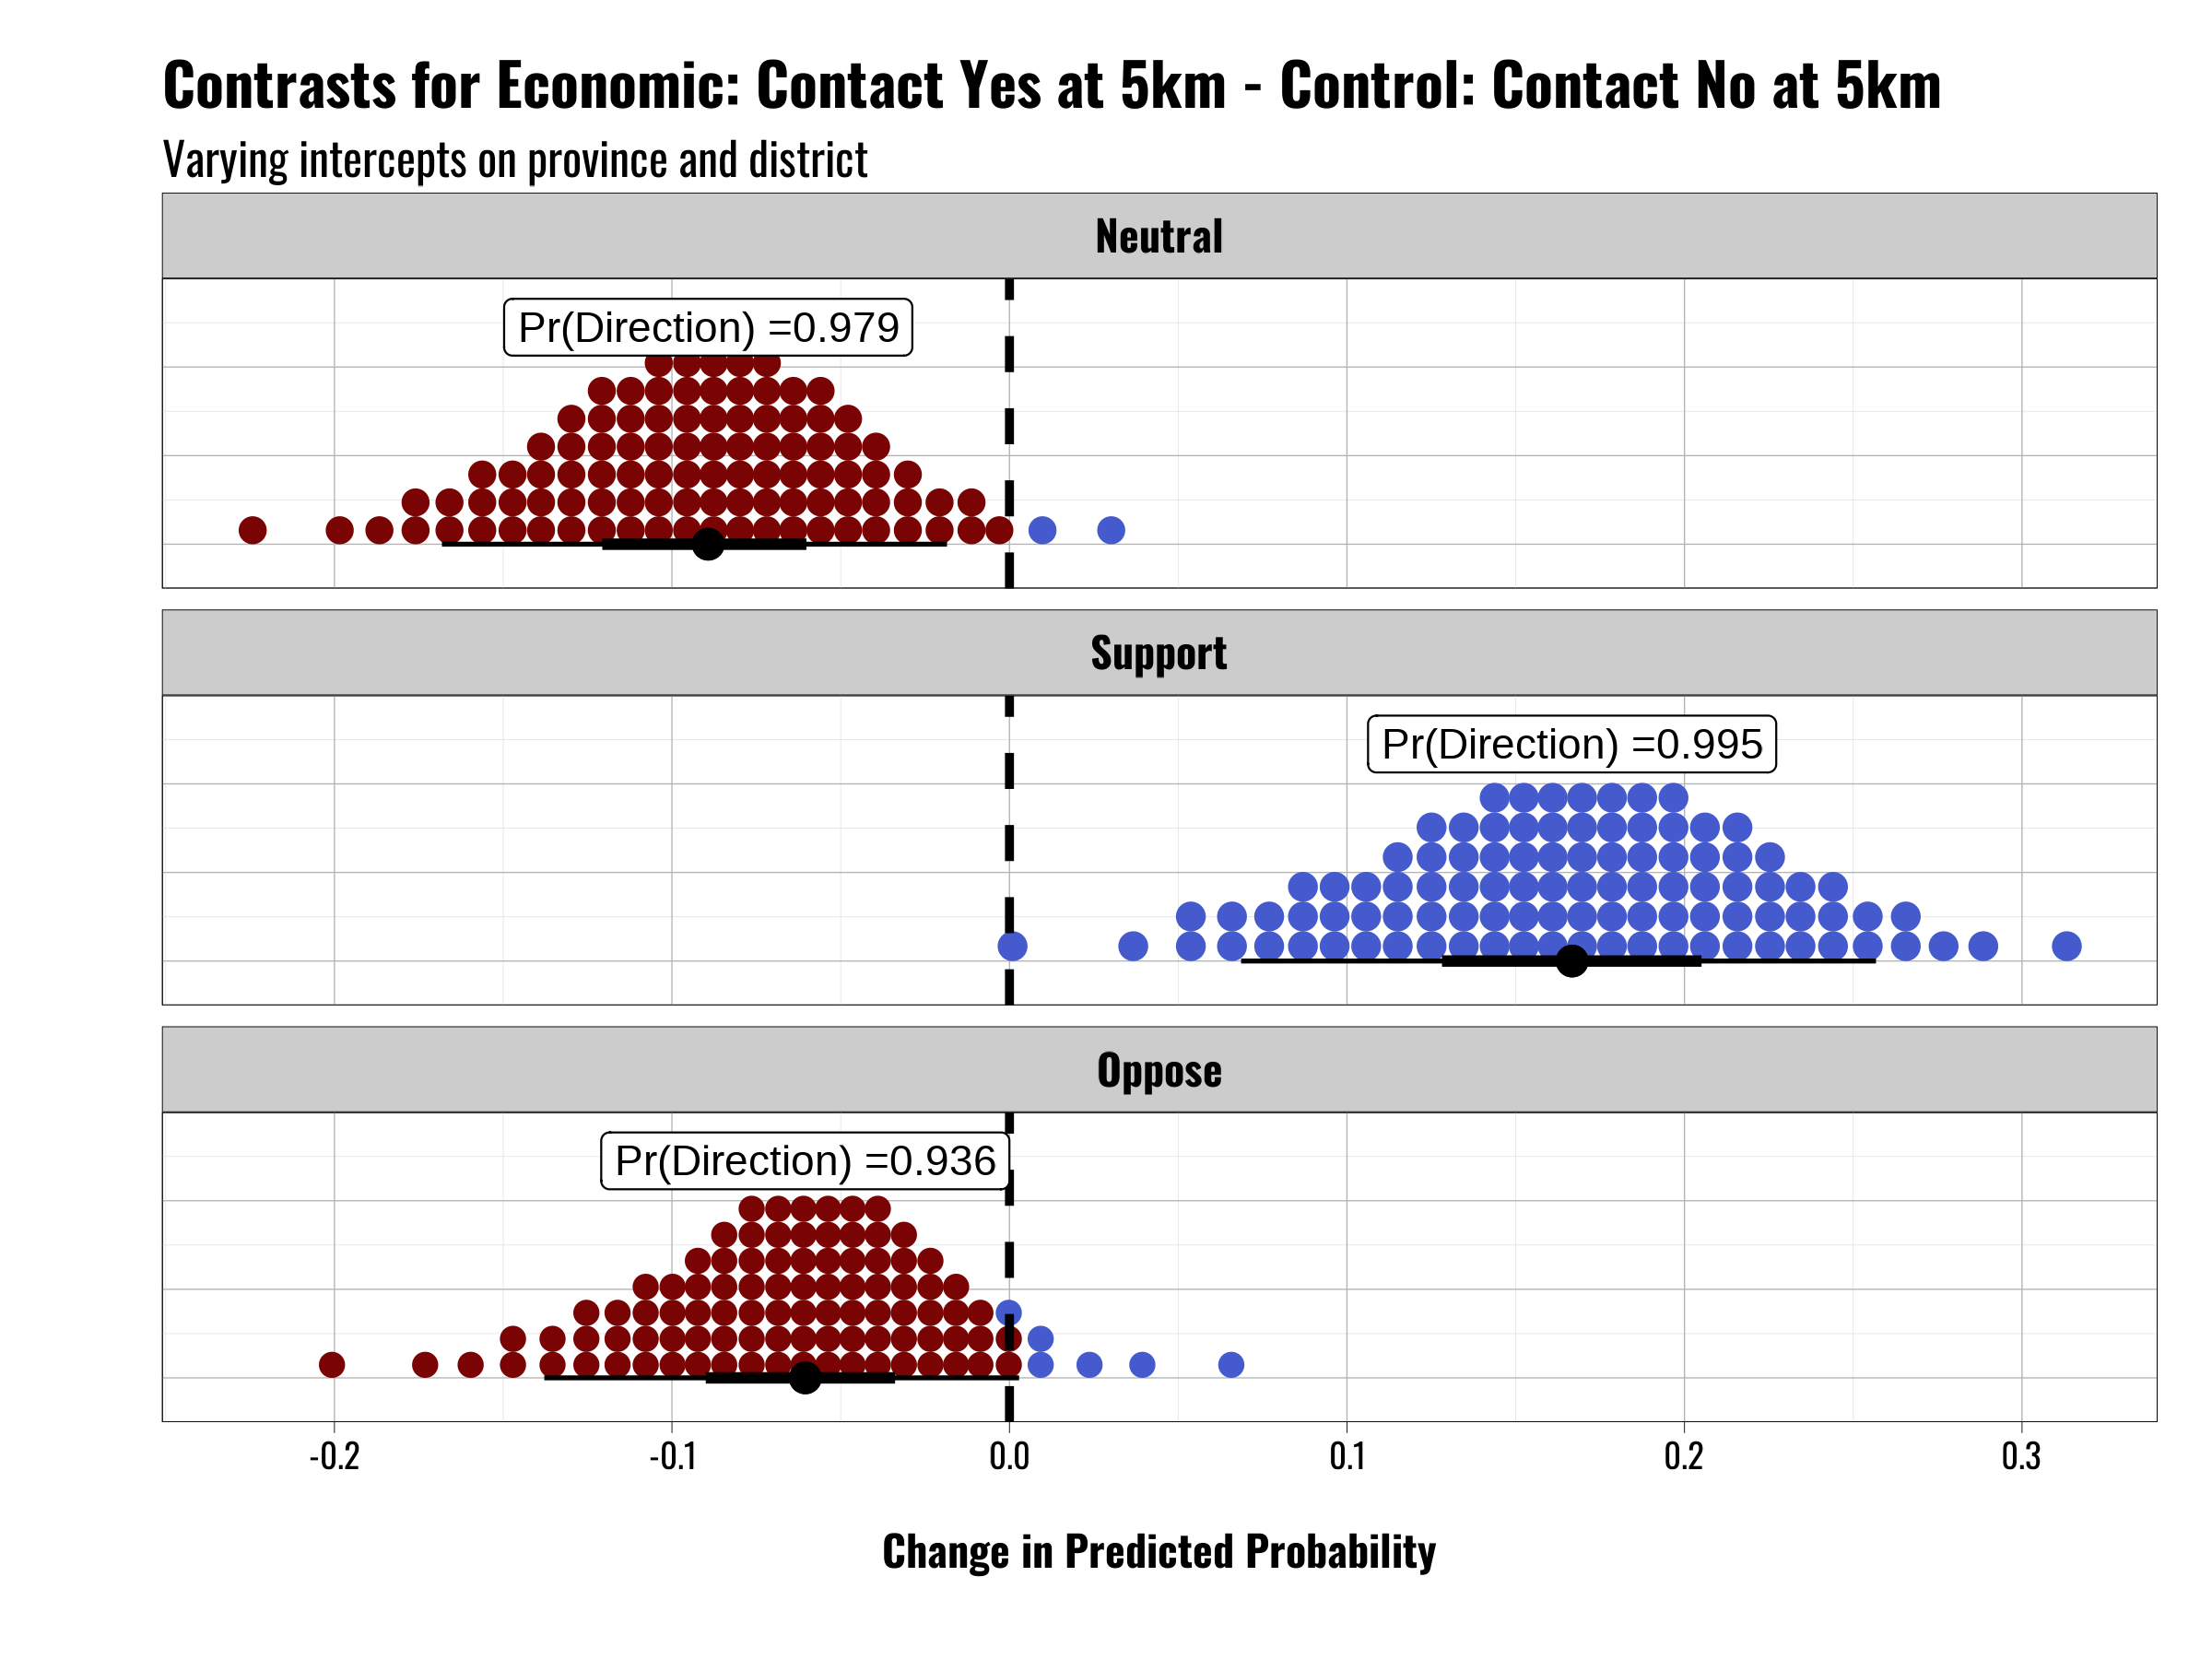 Contrasts for Economic: Contact Yes at 5km - Control: Contact No at 5km
Varying intercepts on province and district
Neutral
Pr(Direction) =0.979
Support
Pr(Direction) =0.995
Oppose
Pr(Direction) =0.936
-0.2 -0.1 0.0 0.1 0.2 0.3
Change in Predicted Probability